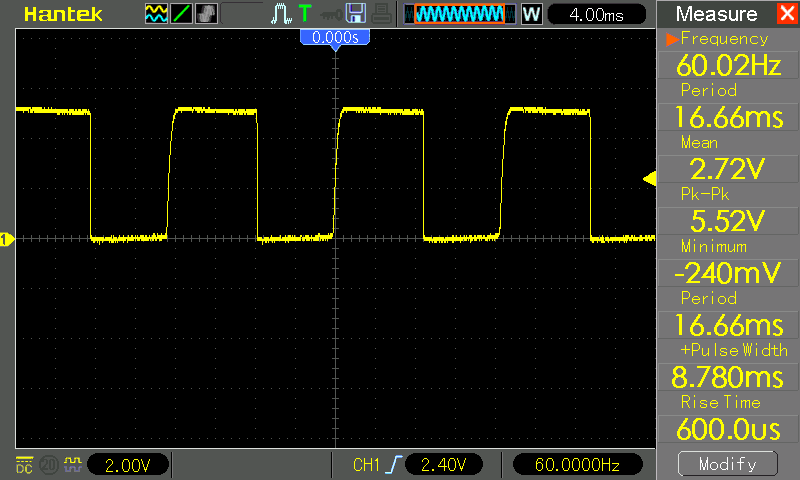 Hantek T W 4.00ms
0.000s
Measure X
Frequency
60.02Hz
Period
16.66ms
Mean
2.72V
Pk-Pk
5.52V
Minimum
-240mV
Period
16.66ms
+Pulse Width
8.780ms
Rise Time
600.0us
Modify
1
DC 20 2.00V CH1 2.40V 60.0000Hz